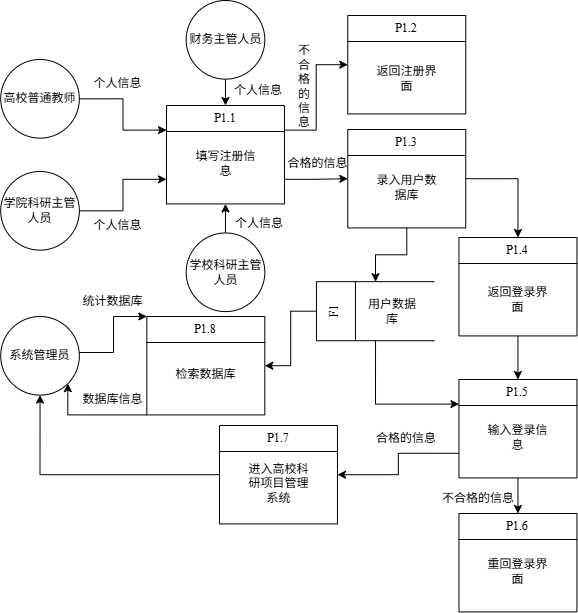 财务主管人员
P1.2
返回注册界
面
不
合
格
的
信
息
个人信息
高校普通教师
个人信息
P1.1
填写注册信
息
P1.3
录入用户数
据库
合格的信息
学院科研主管
人员
个人信息
个人信息
学校科研主管
人员
P1.4
返回登录界
面
F1
用户数据
库
统计数据库
P1.8
检索数据库
系统管理员
数据库信息
P1.5
输入登录信
息
合格的信息
P1.7
进入高校科
研项目管理
系统
不合格的信息
P1.6
重回登录界
面